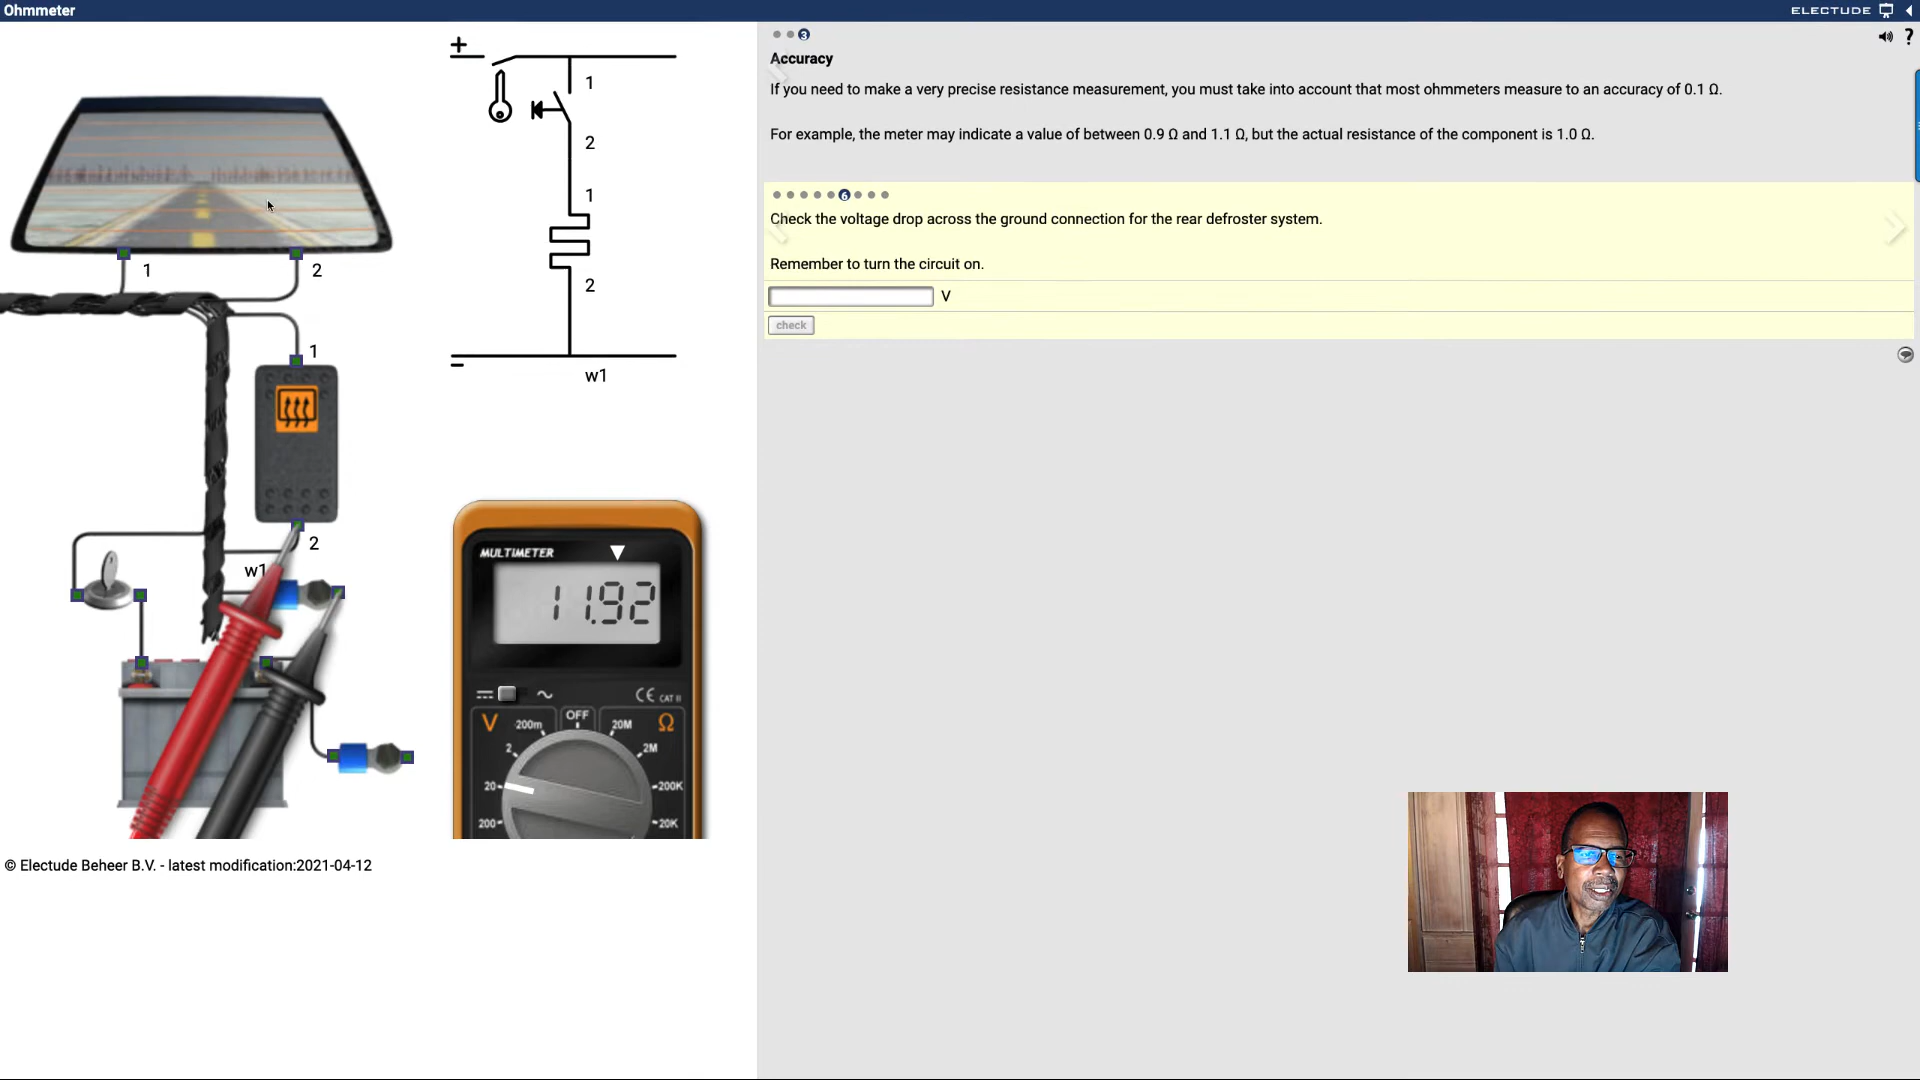 Ohmmeter
ELECTUDE
3
?
Accuracy
If you need to make a very precise resistance measurement, you must take into account that most ohmmeters measure to an accuracy of 0.1 Ω.
For example, the meter may indicate a value of between 0.9 Ω and 1.1 Ω, but the actual resistance of the component is 1.0 Ω.
6
Check the voltage drop across the ground connection for the rear defroster system.
Remember to turn the circuit on.
V
check
+
1
2
1
2
−
w1
1
2
1
2
w1
MULTIMETER
11.92
CE CAT II
V 200m OFF 20M Ω
2 2M
20 200K
200 20K
© Electude Beheer B.V. - latest modification:2021-04-12